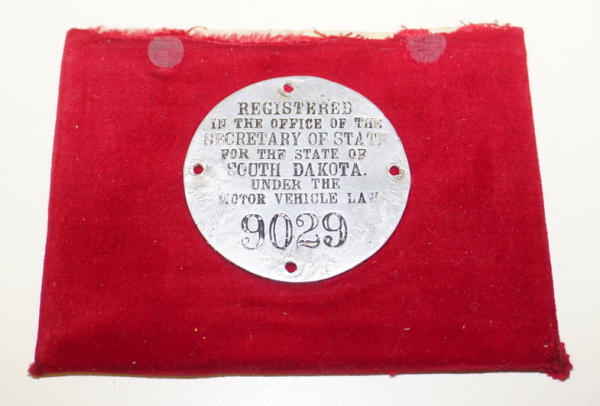 REGISTERED
IN THE OFFICE OF THE
SECRETARY OF STATE
FOR THE STATE OF
SOUTH DAKOTA.
UNDER THE
MOTOR VEHICLE LAW
9029